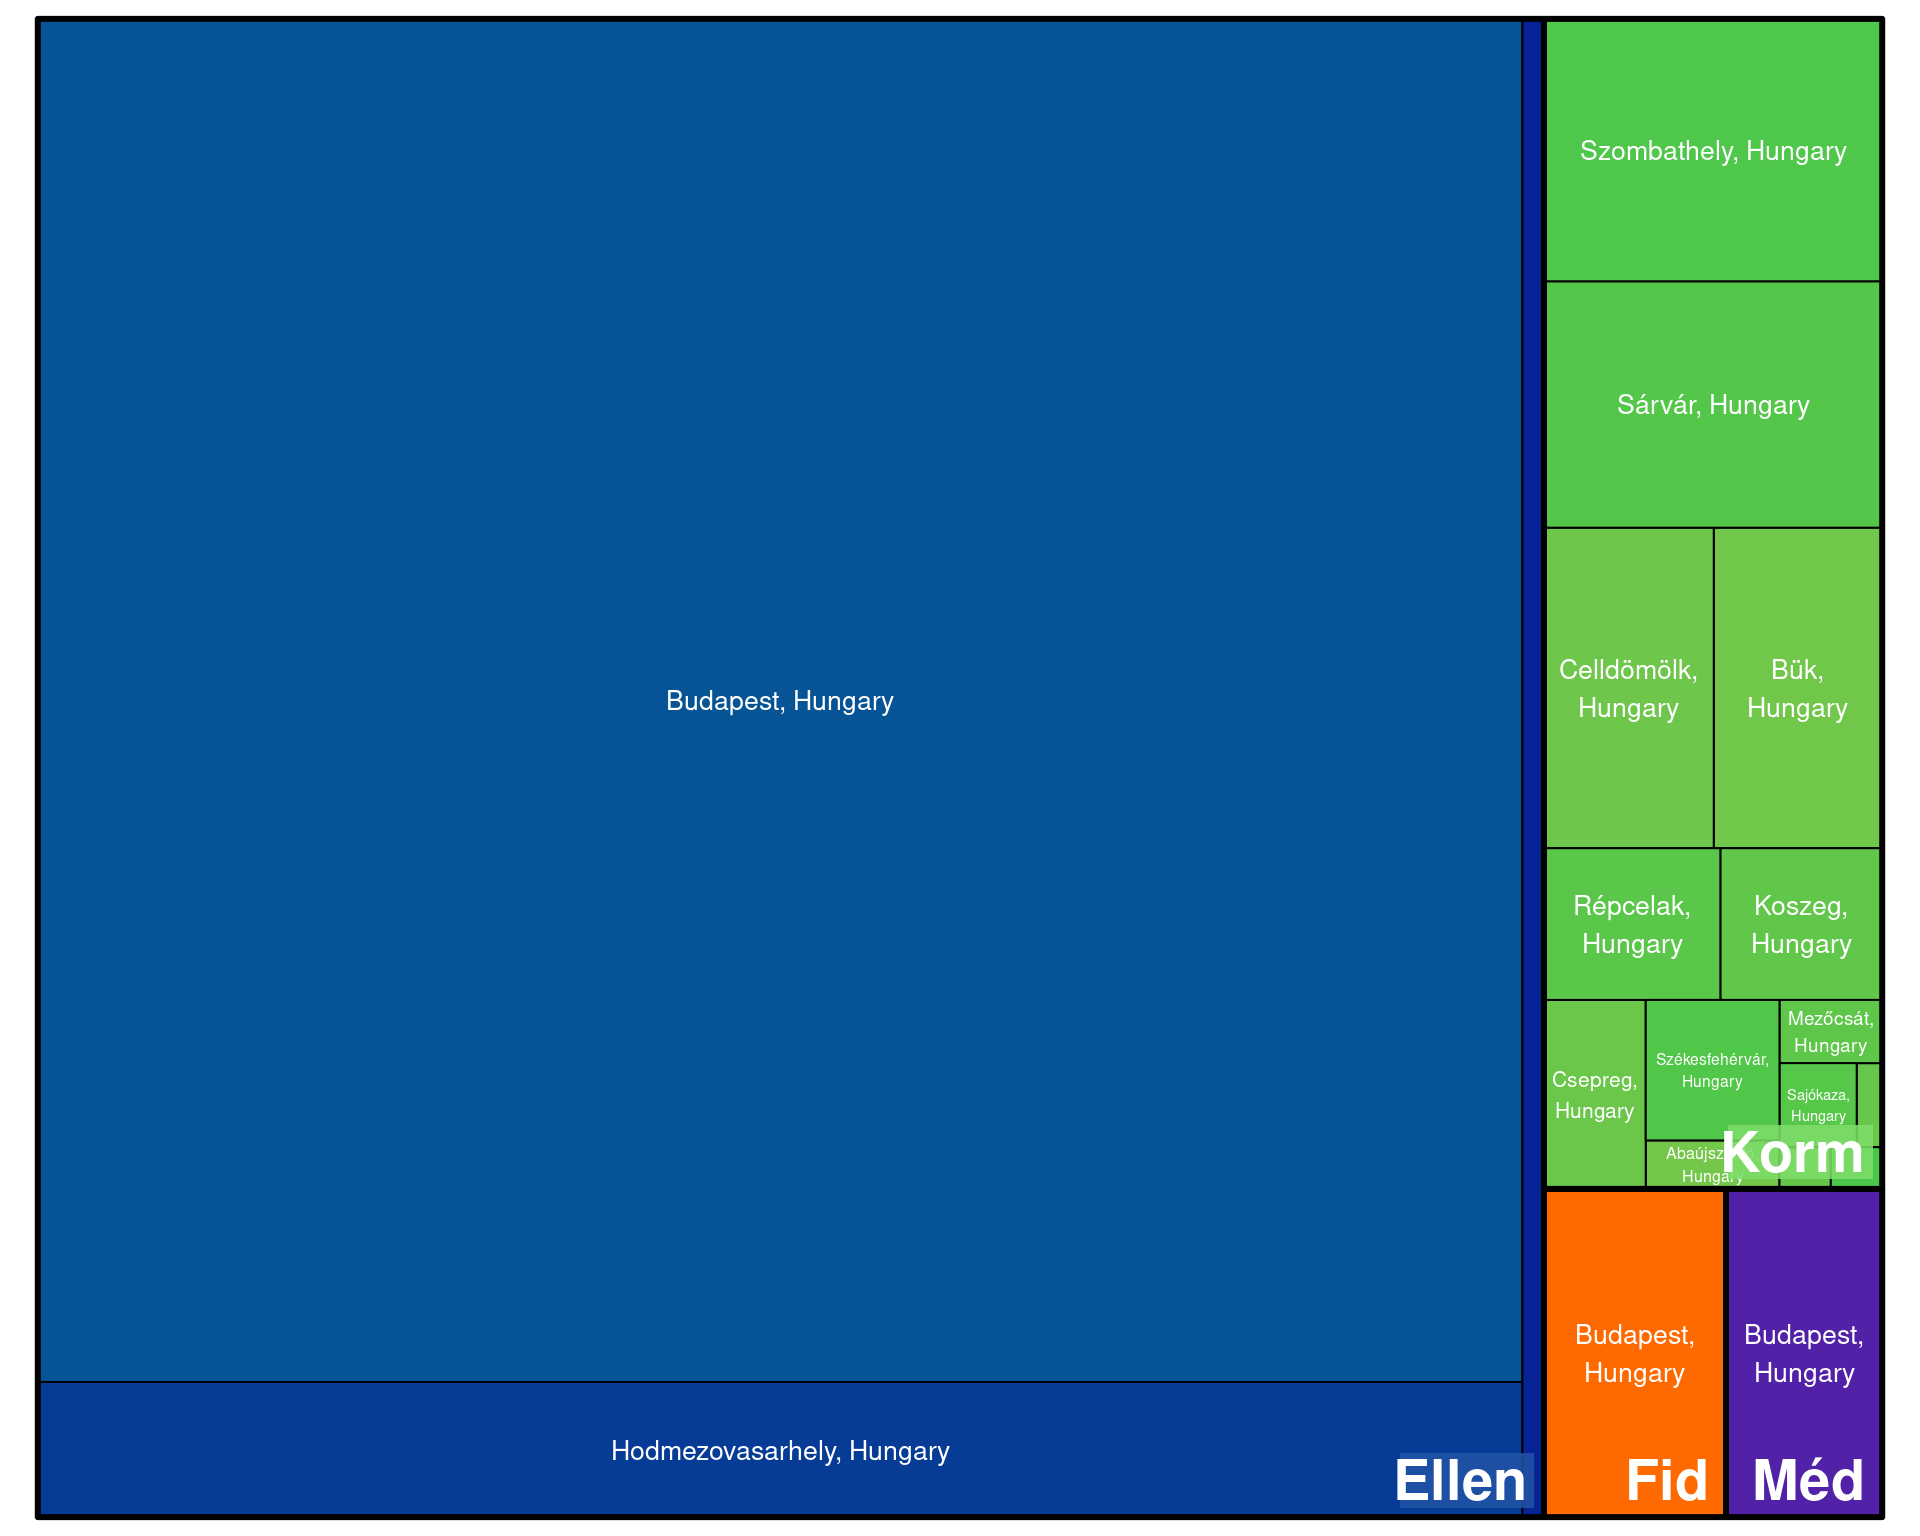 Budapest, Hungary
Hodmezovasarhely, Hungary
Ellen
Szombathely, Hungary
Sárvár, Hungary
Celldömölk,
Hungary
Bük,
Hungary
Répcelak,
Hungary
Koszeg,
Hungary
Csepreg,
Hungary
Székesfehérvár,
Hungary
Mezőcsát,
Hungary
Sajókaza,
Hungary
Hungary
Korm
Budapest,
Hungary
Fid
Budapest,
Hungary
Méd